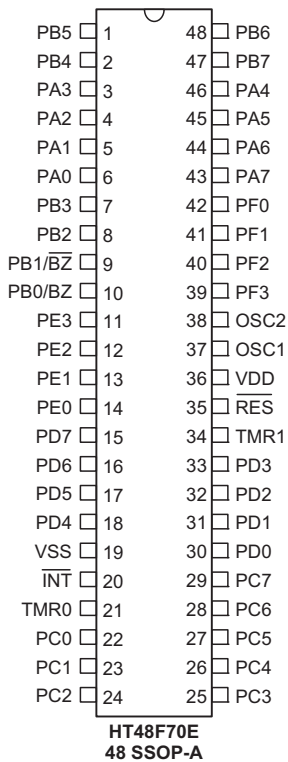 PB5 1 48 PB6
PB4 2 47 PB7
PA3 3 46 PA4
PA2 4 45 PA5
PA1 5 44 PA6
PA0 6 43 PA7
PB3 7 42 PF0
PB2 8 41 PF1
PB1/B̅Z̅ 9 40 PF2
PB0/BZ 10 39 PF3
PE3 11 38 OSC2
PE2 12 37 OSC1
PE1 13 36 VDD
PE0 14 35 R̅E̅S̅
PD7 15 34 TMR1
PD6 16 33 PD3
PD5 17 32 PD2
PD4 18 31 PD1
VSS 19 30 PD0
I̅N̅T̅ 20 29 PC7
TMR0 21 28 PC6
PC0 22 27 PC5
PC1 23 26 PC4
PC2 24 25 PC3
HT48F70E
48 SSOP-A